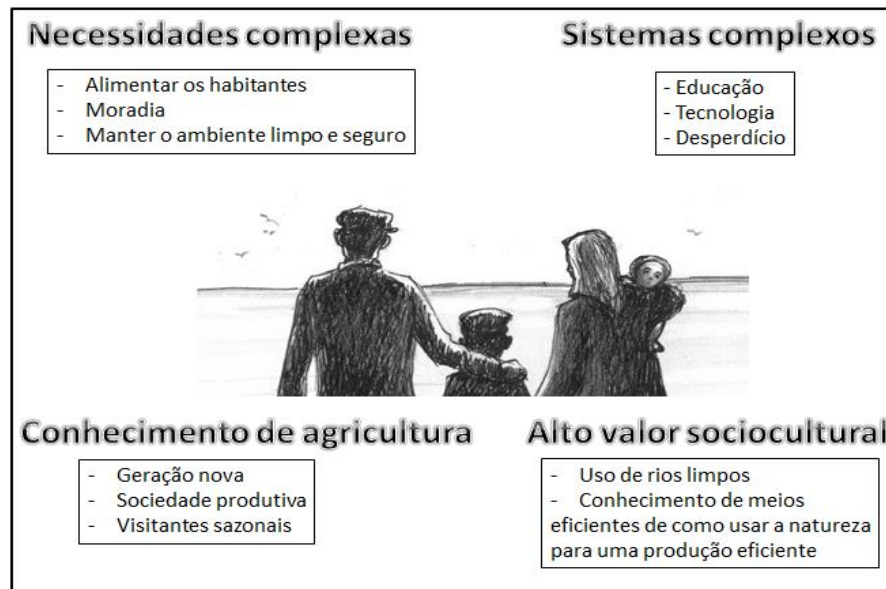 Necessidades complexas
- Alimentar os habitantes
- Moradia
- Manter o ambiente limpo e seguro
Sistemas complexos
- Educação
- Tecnologia
- Desperdício
Conhecimento de agricultura
- Geração nova
- Sociedade produtiva
- Visitantes sazonais
Alto valor sociocultural
- Uso de rios limpos
- Conhecimento de meios
eficientes de como usar a natureza
para uma produção eficiente